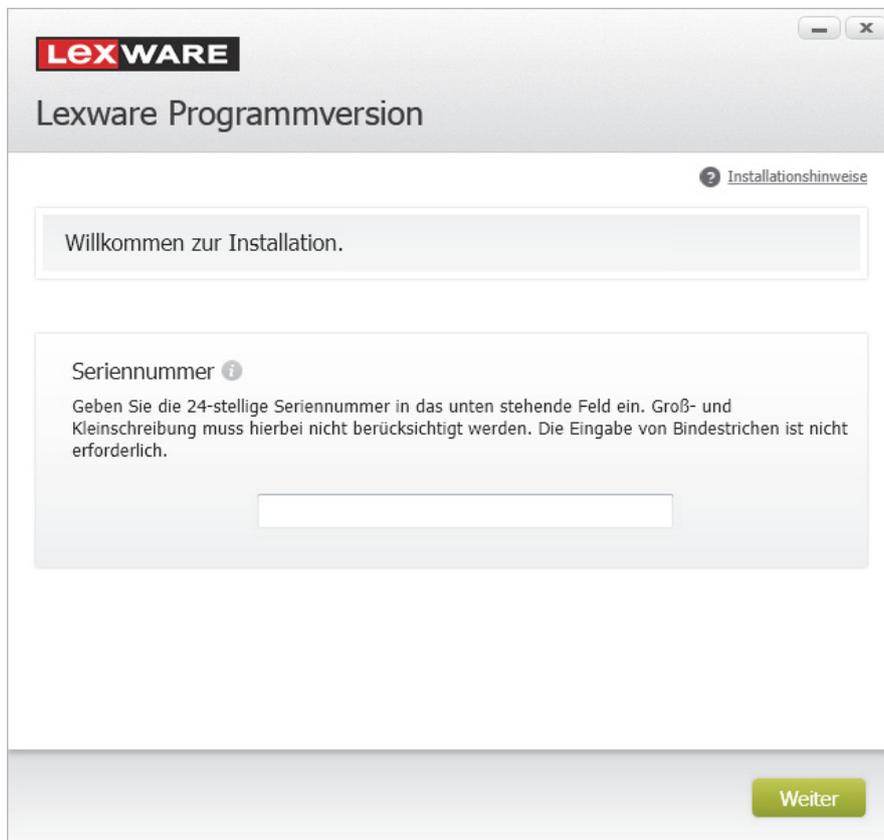 LEXWARE
Lexware Programmversion
Installationshinweise
Willkommen zur Installation.
Seriennummer
Geben Sie die 24-stellige Seriennummer in das unten stehende Feld ein. Groß- und
Kleinschreibung muss hierbei nicht berücksichtigt werden. Die Eingabe von Bindestrichen ist nicht
erforderlich.
Weiter